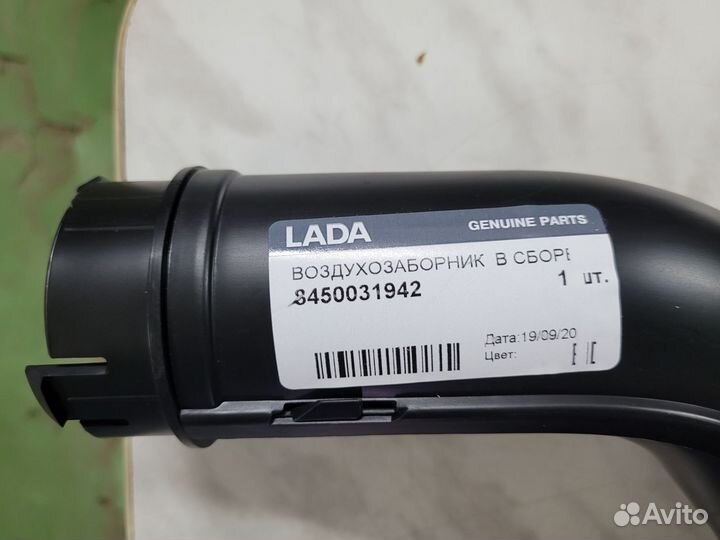 LADA GENUINE PARTS
ВОЗДУХОЗАБОРНИК В СБОРЕ
8450031942 1 шт.
Дата:19/09/20
Цвет:
Avito